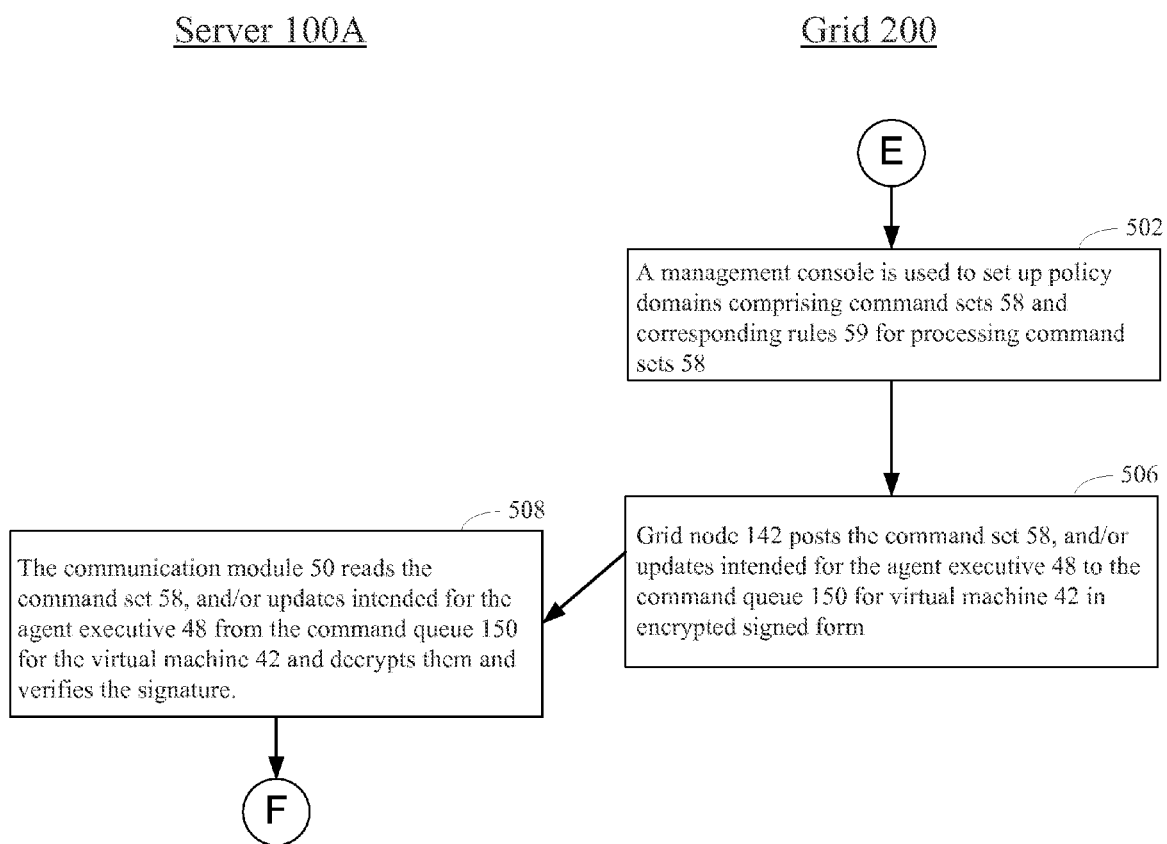 Server 100A
Grid 200
E
502
A management console is used to set up policy
domains comprising command sets 58 and
corresponding rules 59 for processing command
sets 58
506
Grid node 142 posts the command set 58, and/or
updates intended for the agent executive 48 to the
command queue 150 for virtual machine 42 in
encrypted signed form
508
The communication module 50 reads the
command set 58, and/or updates intended for the
agent executive 48 from the command queue 150
for the virtual machine 42 and decrypts them and
verifies the signature.
F